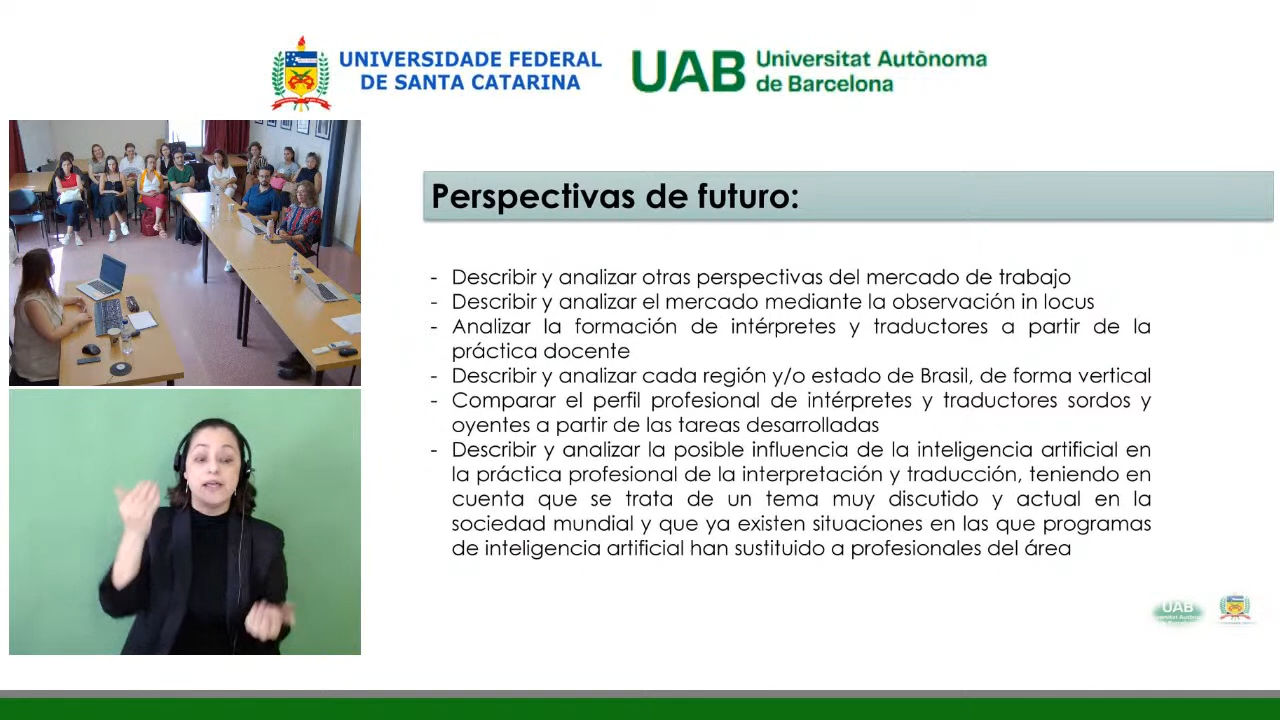 UNIVERSIDADE FEDERAL
DE SANTA CATARINA
UAB
Universitat Autònoma
de Barcelona
Perspectivas de futuro:
- Describir y analizar otras perspectivas del mercado de trabajo
- Describir y analizar el mercado mediante la observación in locus
- Analizar la formación de intérpretes y traductores a partir de la
práctica docente
- Describir y analizar cada región y/o estado de Brasil, de forma vertical
- Comparar el perfil profesional de intérpretes y traductores sordos y
oyentes a partir de las tareas desarrolladas
- Describir y analizar la posible influencia de la inteligencia artificial en
la práctica profesional de la interpretación y traducción, teniendo en
cuenta que se trata de un tema muy discutido y actual en la
sociedad mundial y que ya existen situaciones en las que programas
de inteligencia artificial han sustituido a profesionales del área
UAB